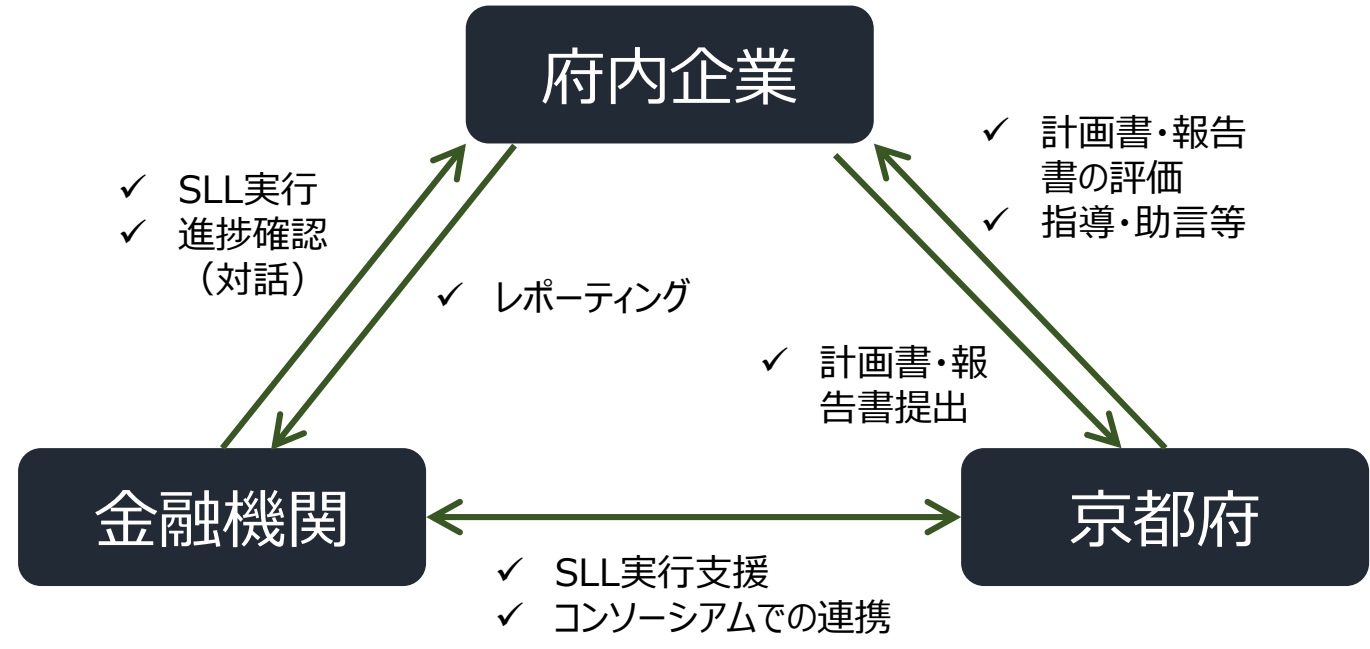 府内企業
✓ SLL実行
✓ 進捗確認
（対話）
✓ レポーティング
✓ 計画書・報告
書の評価
✓ 指導・助言等
✓ 計画書・報
告書提出
金融機関
京都府
✓ SLL実行支援
✓ コンソーシアムでの連携